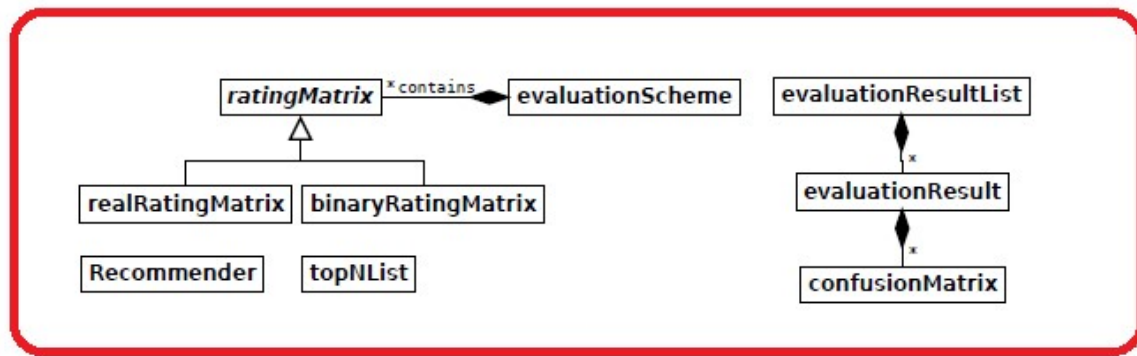 ratingMatrix
* contains
evaluationScheme
evaluationResultList
*
realRatingMatrix
binaryRatingMatrix
evaluationResult
*
Recommender
topNList
confusionMatrix